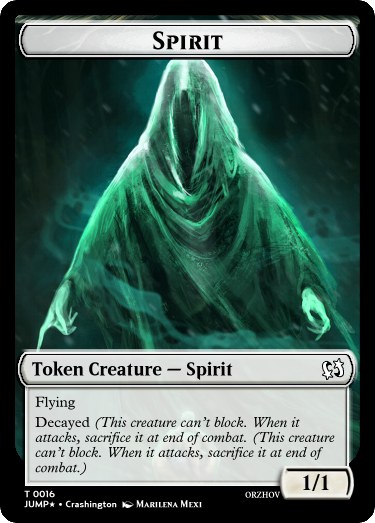 Spirit
Token Creature — Spirit
Flying
Decayed (This creature can't block. When it
attacks, sacrifice it at end of combat. (This creature
can't block. When it attacks, sacrifice it at end of
combat.)
1/1
T 0016
ORZHOV
JUMP★ • Crashington Marilena Mexi